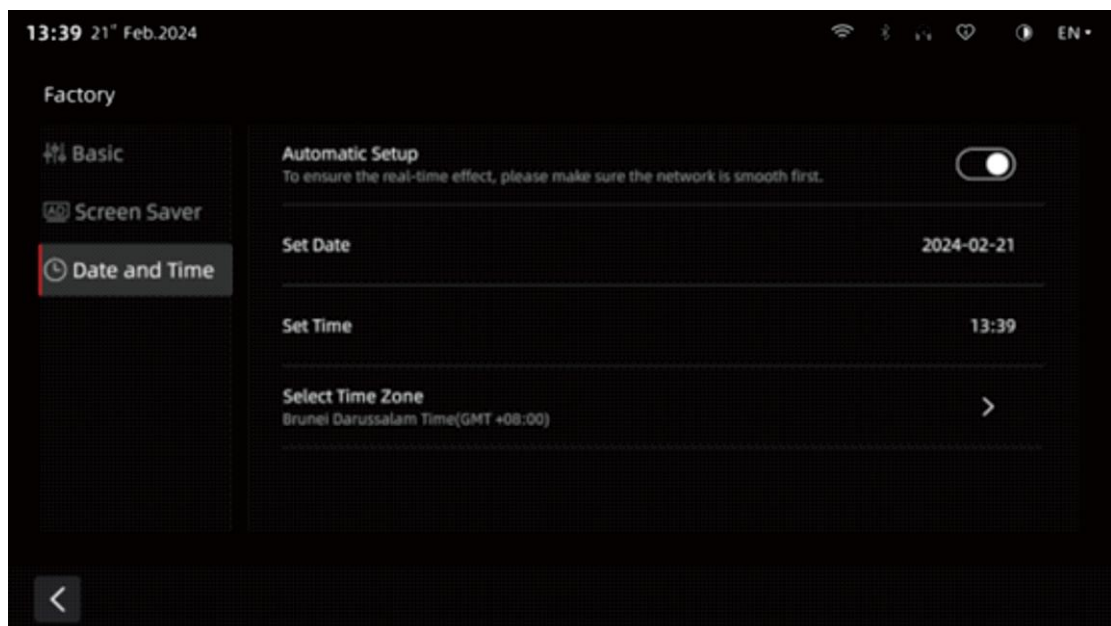 13:39 21st Feb.2024
EN
Factory
Basic
AD Screen Saver
Date and Time
Automatic Setup
To ensure the real-time effect, please make sure the network is smooth first.
Set Date 2024-02-21
Set Time 13:39
Select Time Zone
Brunei Darussalam Time(GMT +08:00)